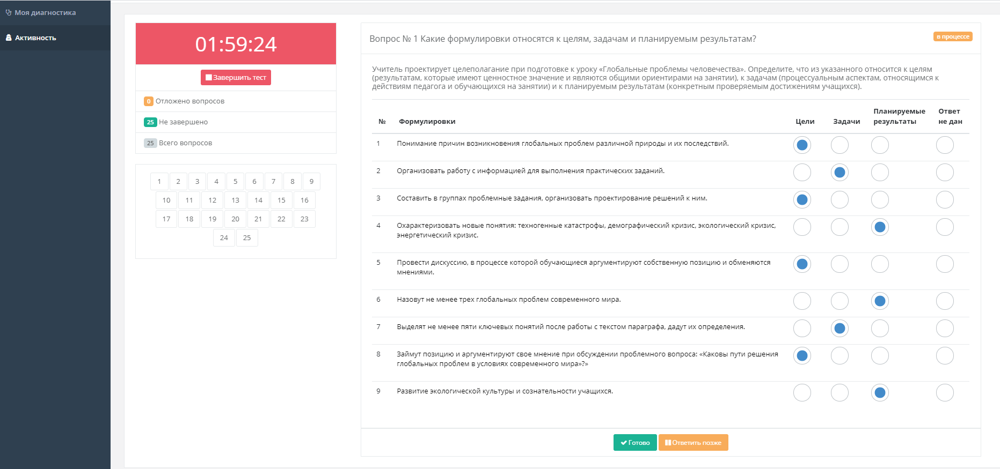 Моя диагностика
Активность
01:59:24
Завершить тест
0 Отложено вопросов
25 Не завершено
25 Всего вопросов
1 2 3 4 5 6 7 8 9
10 11 12 13 14 15 16
17 18 19 20 21 22 23
24 25
Вопрос № 1 Какие формулировки относятся к целям, задачам и планируемым результатам?
в процессе
Учитель проектирует целеполагание при подготовке к уроку «Глобальные проблемы человечества». Определите, что из указанного относится к целям
(результатам, которые имеют ценностное значение и являются общими ориентирами на занятии), к задачам (процессуальным аспектам, относящимся к
действиям педагога и обучающихся на занятии) и к планируемым результатам (конкретным проверяемым достижениям учащихся).
№ Формулировки Цели Задачи Планируемые результаты Ответ не дан
1 Понимание причин возникновения глобальных проблем различной природы и их последствий.
2 Организовать работу с информацией для выполнения практических заданий.
3 Составить в группах проблемные задания, организовать проектирование решений к ним.
4 Охарактеризовать новые понятия: техногенные катастрофы, демографический кризис, экологический кризис,
энергетический кризис.
5 Провести дискуссию, в процессе которой обучающиеся аргументируют собственную позицию и обмениваются
мнениями.
6 Назовут не менее трех глобальных проблем современного мира.
7 Выделят не менее пяти ключевых понятий после работы с текстом параграфа, дадут их определения.
8 Займут позицию и аргументируют свое мнение при обсуждении проблемного вопроса: «Каковы пути решения
глобальных проблем в условиях современного мира»?»
9 Развитие экологической культуры и сознательности учащихся.
Готово
Ответить позже